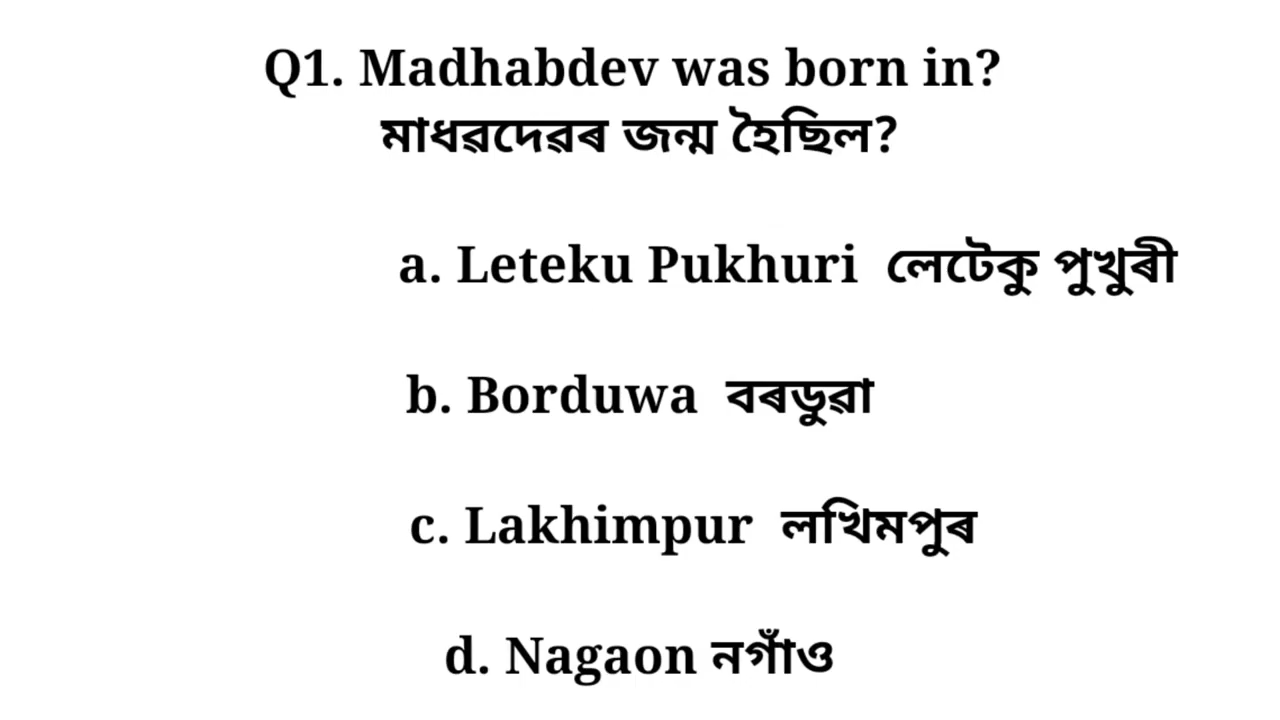 Q1. Madhabdev was born in?
মাধৱদেৱৰ জন্ম হৈছিল?
a. Leteku Pukhuri লেটেকু পুখুৰী
b. Borduwa বৰডুৱা
c. Lakhimpur লখিমপুৰ
d. Nagaon নগাঁও